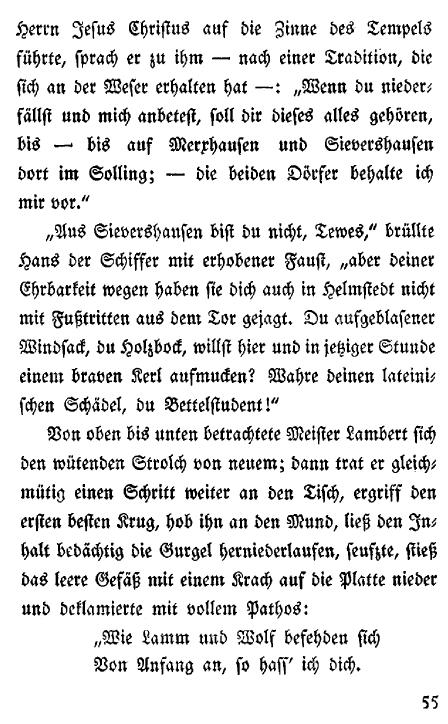 Herrn Jesus Christus auf die Zinne des Tempels
führte, sprach er zu ihm — nach einer Tradition, die
sich an der Weser erhalten hat —: „Wenn du nieder-
fällst und mich anbetest, soll dir dieses alles gehören,
bis — bis auf Merxhausen und Sievershausen
dort im Solling; — die beiden Dörfer behalte ich
mir vor.“
„Aus Sievershausen bist du nicht, Tewes,“ brüllte
Hans der Schiffer mit erhobener Faust, „aber deiner
Ehrbarkeit wegen haben sie dich auch in Helmstedt nicht
mit Fußtritten aus dem Tor gejagt. Du aufgeblasener
Windsack, du Holzbock, willst hier und in jetziger Stunde
einem braven Kerl aufmucken? Wahre deinen lateini-
schen Schädel, du Bettelstudent!“
Von oben bis unten betrachtete Meister Lambert sich
den wütenden Strolch von neuem; dann trat er gleich-
mütig einen Schritt weiter an den Tisch, ergriff den
ersten besten Krug, hob ihn an den Mund, ließ den In-
halt bedächtig die Gurgel herniederlaufen, seufzte, stieß
das leere Gefäß mit einem Krach auf die Platte nieder
und deklamierte mit vollem Pathos:
„Wie Lamm und Wolf befehden sich
Von Anfang an, so hass’ ich dich.
55